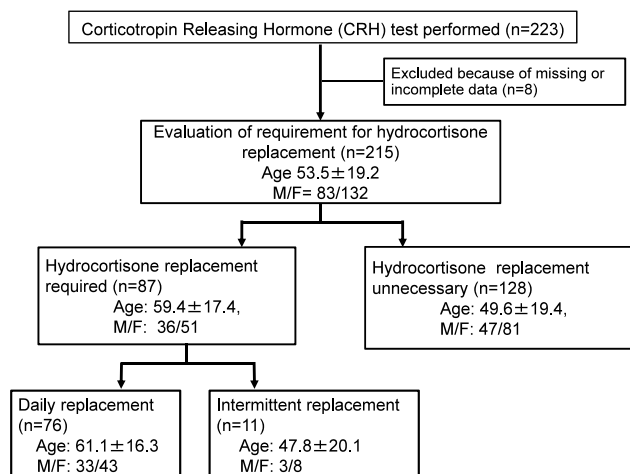 Corticotropin Releasing Hormone (CRH) test performed (n=223)
Excluded because of missing or
incomplete data (n=8)
Evaluation of requirement for hydrocortisone
replacement (n=215)
Age 53.5±19.2
M/F= 83/132
Hydrocortisone replacement
required (n=87)
Age: 59.4±17.4,
M/F: 36/51
Hydrocortisone replacement
unnecessary (n=128)
Age: 49.6±19.4,
M/F: 47/81
Daily replacement
(n=76)
Age: 61.1±16.3
M/F: 33/43
Intermittent replacement
(n=11)
Age: 47.8±20.1
M/F: 3/8